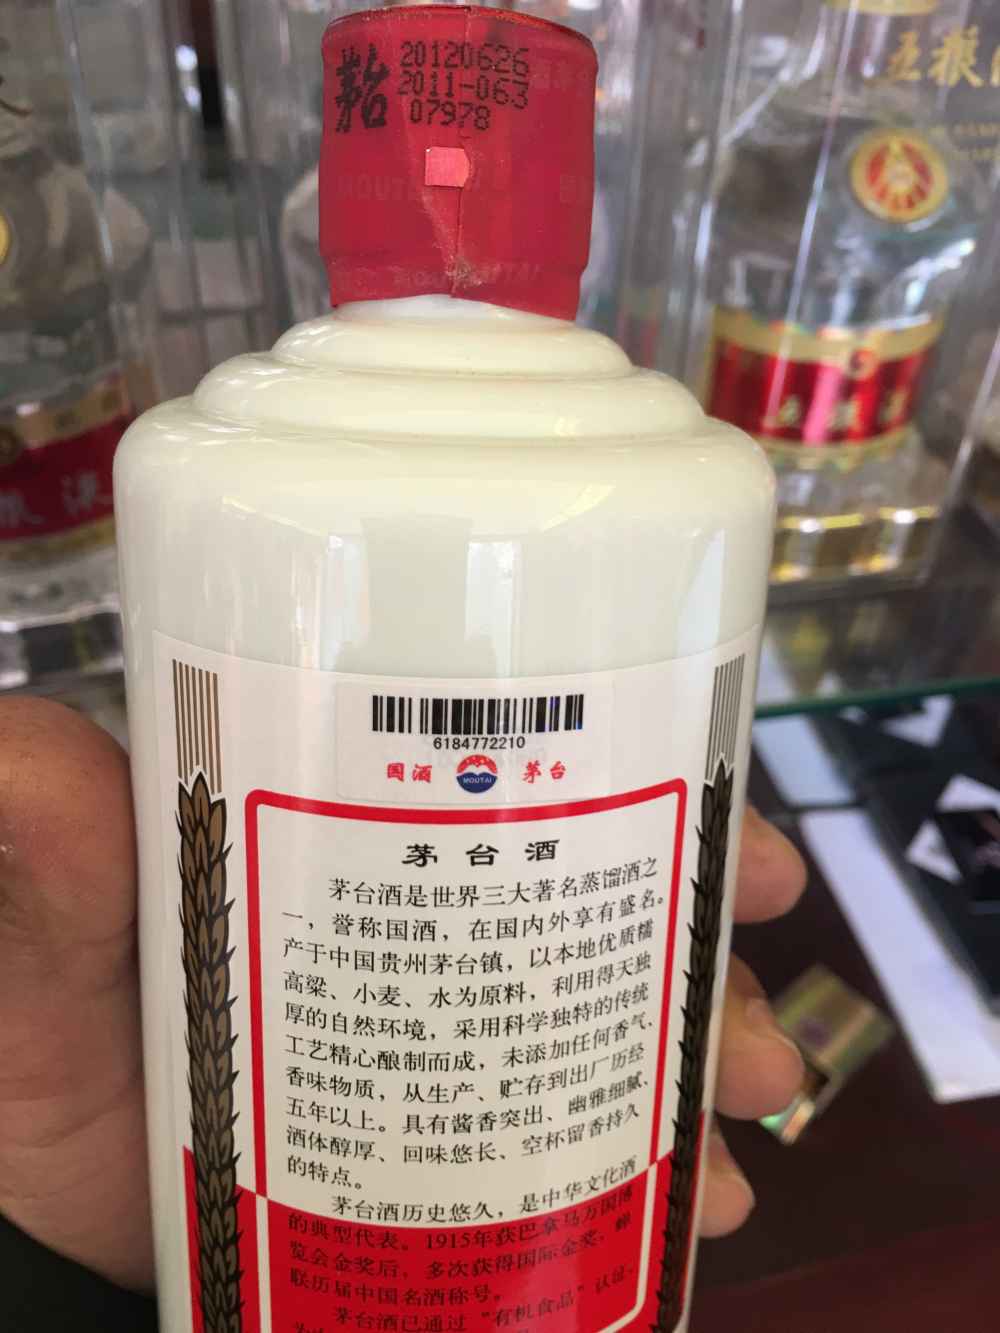 20120626
2011-063
07978
五粮
MOUTAI
五粮液
粮液
6184772210
国酒 MOUTAI 茅台
茅台酒
茅台酒是世界三大著名蒸馏酒之
一，誉称国酒，在国内外享有盛名。
产于中国贵州茅台镇，以本地优质糯
高粱、小麦、水为原料，利用得天独
厚的自然环境，采用科学独特的传统
工艺精心酿制而成，未添加任何香气、
香味物质，从生产、贮存到出厂历经
五年以上。具有酱香突出、幽雅细腻、
酒体醇厚、回味悠长、空杯留香持久
的特点。
茅台酒历史悠久，是中华文化酒
的典型代表。1915年获巴拿马万国博
览会金奖后，多次获得国际金奖，蝉
联历届中国名酒称号。
茅台酒已通过“有机食品”认证，